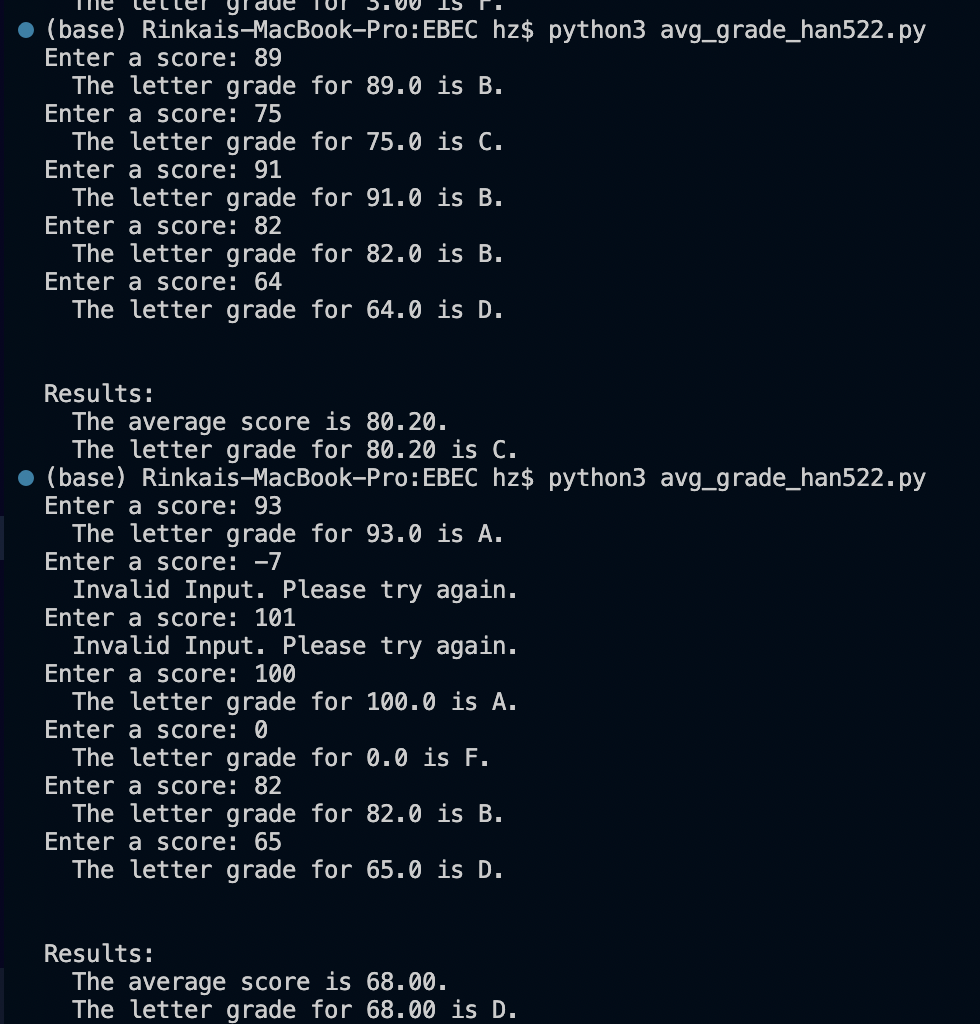 The letter grade for 3.00 is F.
(base) Rinkais-MacBook-Pro:EBEC hz$ python3 avg_grade_han522.py
Enter a score: 89
  The letter grade for 89.0 is B.
Enter a score: 75
  The letter grade for 75.0 is C.
Enter a score: 91
  The letter grade for 91.0 is B.
Enter a score: 82
  The letter grade for 82.0 is B.
Enter a score: 64
  The letter grade for 64.0 is D.
Results:
  The average score is 80.20.
  The letter grade for 80.20 is C.
(base) Rinkais-MacBook-Pro:EBEC hz$ python3 avg_grade_han522.py
Enter a score: 93
  The letter grade for 93.0 is A.
Enter a score: -7
  Invalid Input. Please try again.
Enter a score: 101
  Invalid Input. Please try again.
Enter a score: 100
  The letter grade for 100.0 is A.
Enter a score: 0
  The letter grade for 0.0 is F.
Enter a score: 82
  The letter grade for 82.0 is B.
Enter a score: 65
  The letter grade for 65.0 is D.
Results:
  The average score is 68.00.
  The letter grade for 68.00 is D.